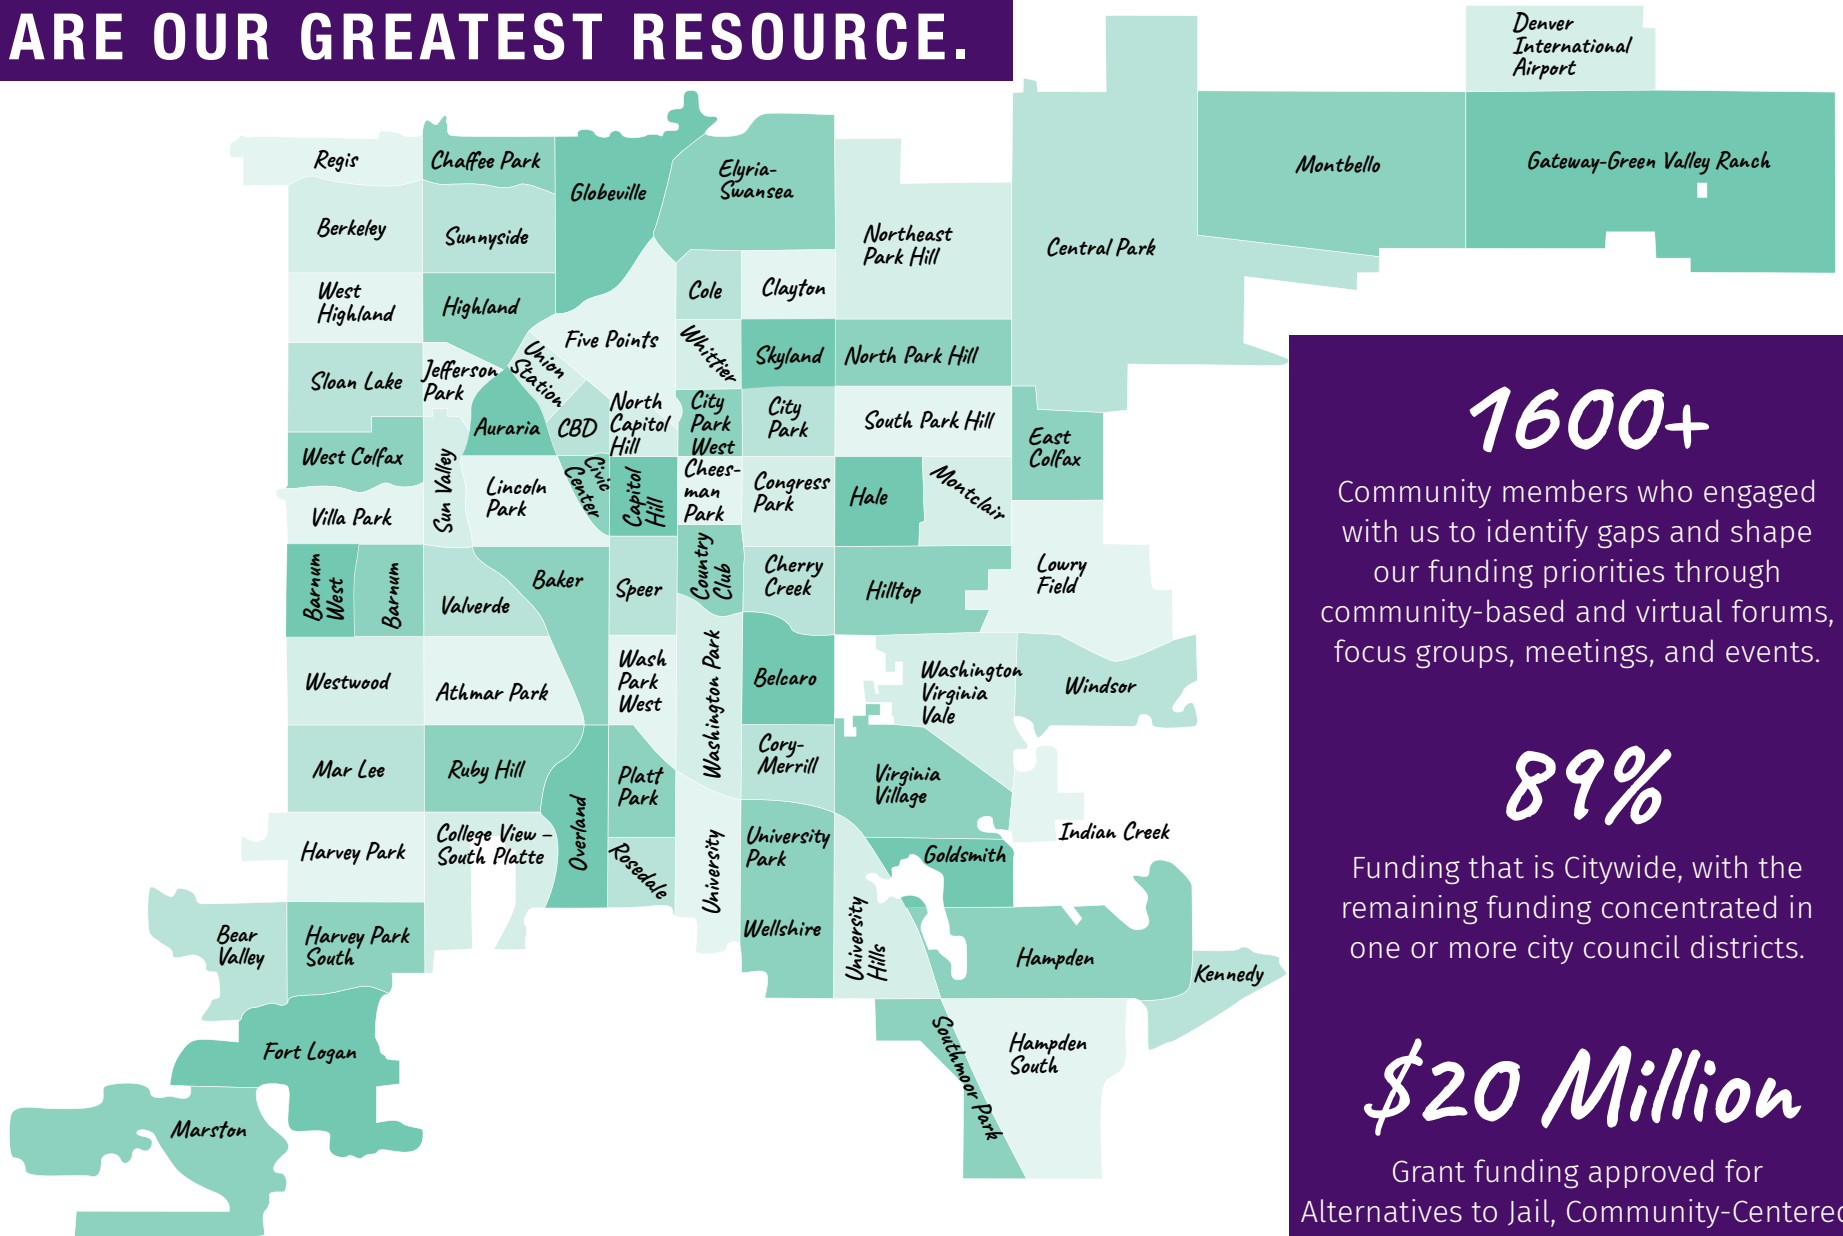 ARE OUR GREATEST RESOURCE.
Denver
International
Airport
Regis
Chaffee Park
Globeville
Elyria-
Swansea
Montbello
Gateway-Green Valley Ranch
Berkeley
Sunnyside
Northeast
Park Hill
Central Park
West
Highland
Highland
Cole
Clayton
Five Points
Whittier
Skyland
North Park Hill
Sloan Lake
Jefferson
Park
Union
Station
Auraria
CBD
North
Capitol
Hill
City
Park
West
City
Park
South Park Hill
East
Colfax
West Colfax
Sun Valley
Lincoln
Park
Civic
Center
Capitol
Hill
Chees-
man
Park
Congress
Park
Hale
Montclair
Villa Park
Barnum
West
Barnum
Valverde
Baker
Speer
Country
Club
Cherry
Creek
Hilltop
Lowry
Field
Westwood
Athmar Park
Wash
Park
West
Washington Park
Belcaro
Washington
Virginia
Vale
Windsor
Mar Lee
Ruby Hill
Overland
Platt
Park
Cory-
Merrill
Virginia
Village
Indian Creek
Harvey Park
College View –
South Platte
Rosedale
University
University
Park
Goldsmith
Bear
Valley
Harvey Park
South
Wellshire
University
Hills
Hampden
Kennedy
Fort Logan
Southmoor Park
Hampden
South
Marston
1600+
Community members who engaged
with us to identify gaps and shape
our funding priorities through
community-based and virtual forums,
focus groups, meetings, and events.
89%
Funding that is Citywide, with the
remaining funding concentrated in
one or more city council districts.
$20 Million
Grant funding approved for
Alternatives to Jail, Community-Centered